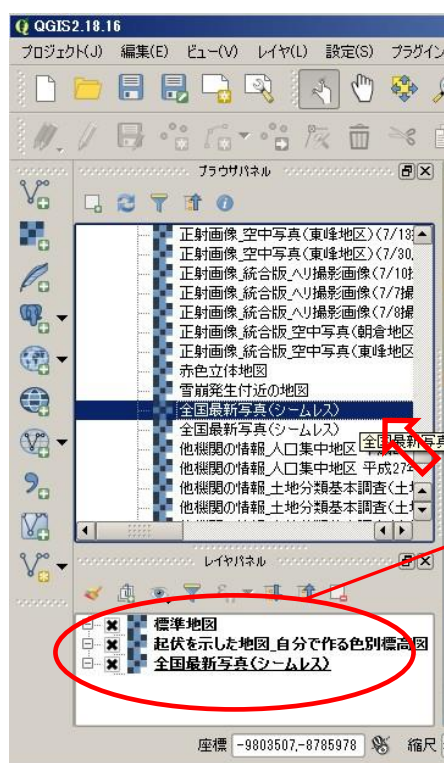 QGIS2.18.16
プロジェクト(J) 編集(E) ビュー(V) レイヤ(L) 設定(S) プラグイン
ブラウザパネル
正射画像_空中写真(東峰地区)(7/13
正射画像_空中写真(東峰地区)(7/30
正射画像_統合版_ヘリ撮影画像(7/10
正射画像_統合版_ヘリ撮影画像(7/7撮
正射画像_統合版_ヘリ撮影画像(7/8撮
正射画像_統合版_空中写真(朝倉地区
正射画像_統合版_空中写真(東峰地区
赤色立体地図
雪崩発生付近の地図
全国最新写真(シームレス)
全国最新写真(シームレス)
全国最新写真
他機関の情報_人口集中地区
他機関の情報_人口集中地区 平成27年
他機関の情報_土地分類基本調査(土
他機関の情報_土地分類基本調査(土
レイヤパネル
標準地図
起伏を示した地図_自分で作る色別標高図
全国最新写真(シームレス)
座標 -9803507,-8785978 縮尺